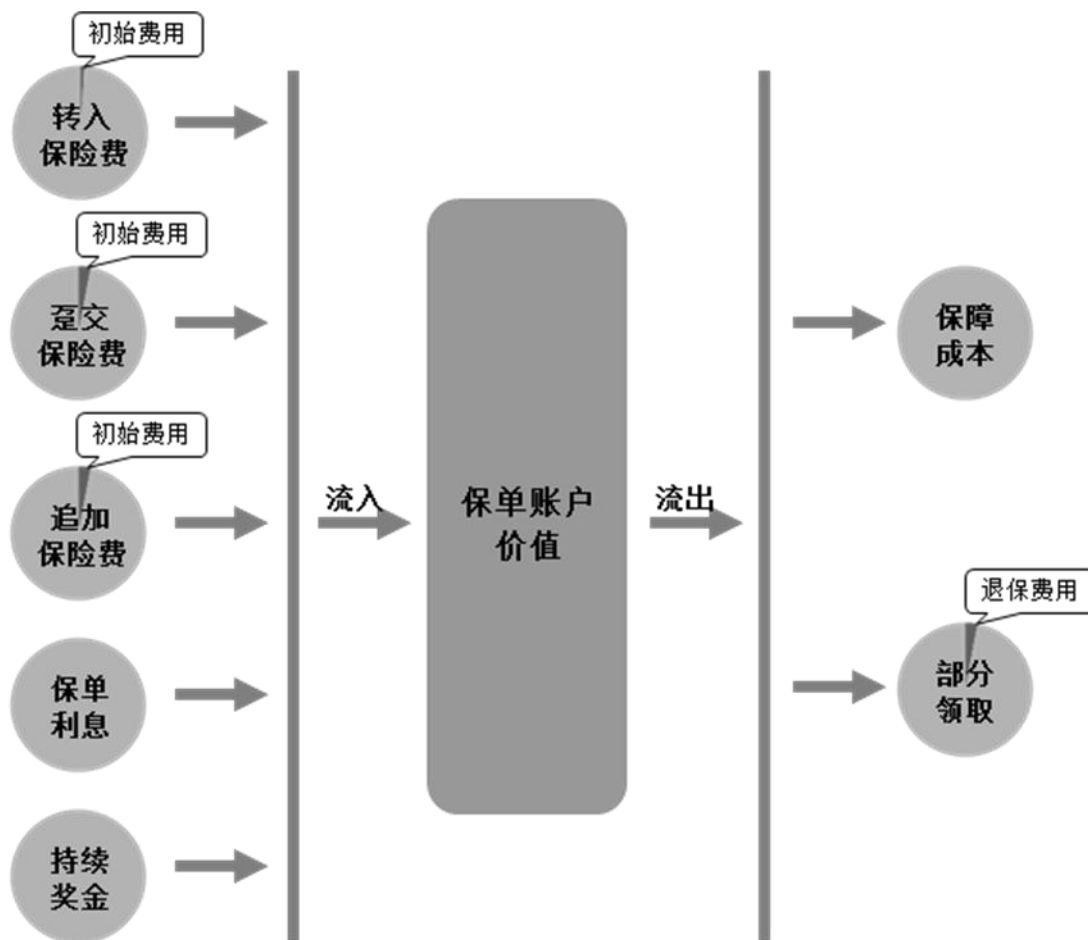 初始费用
转入
保险费
初始费用
趸交
保险费
初始费用
追加
保险费
保单
利息
持续
奖金
流入
保单账户
价值
流出
保障
成本
退保费用
部分
领取